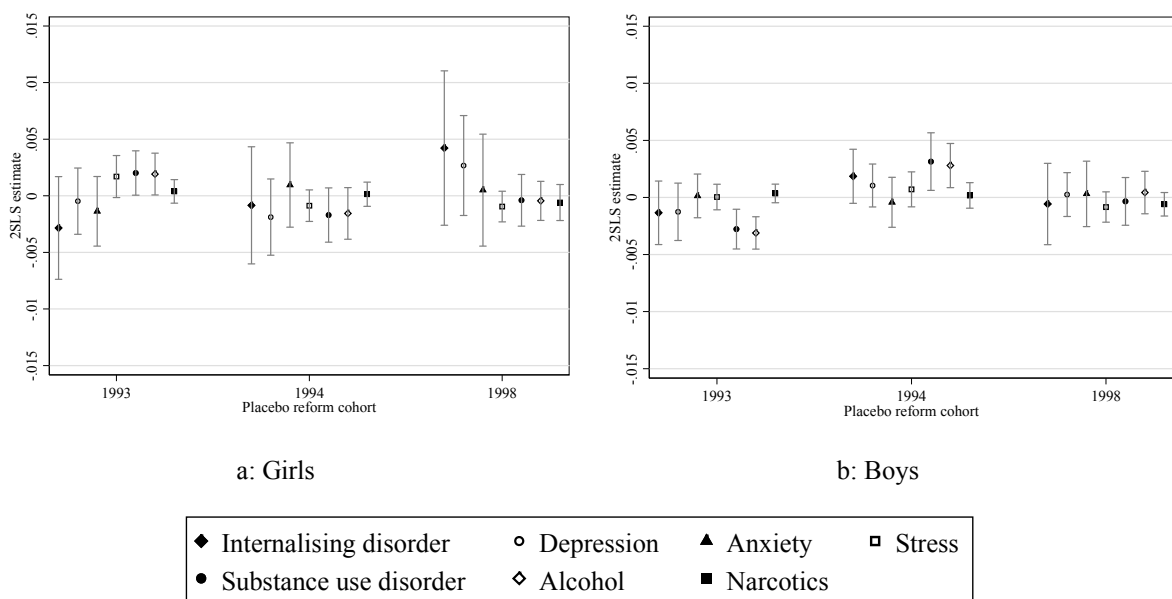 .015
.01
.005
0
-.005
-.01
-.015
2SLS estimate
1993
1994
1998
Placebo reform cohort
a: Girls
.015
.01
.005
0
-.005
-.01
-.015
2SLS estimate
1993
1994
1998
Placebo reform cohort
b: Boys
Internalising disorder Depression Anxiety Stress
Substance use disorder Alcohol Narcotics